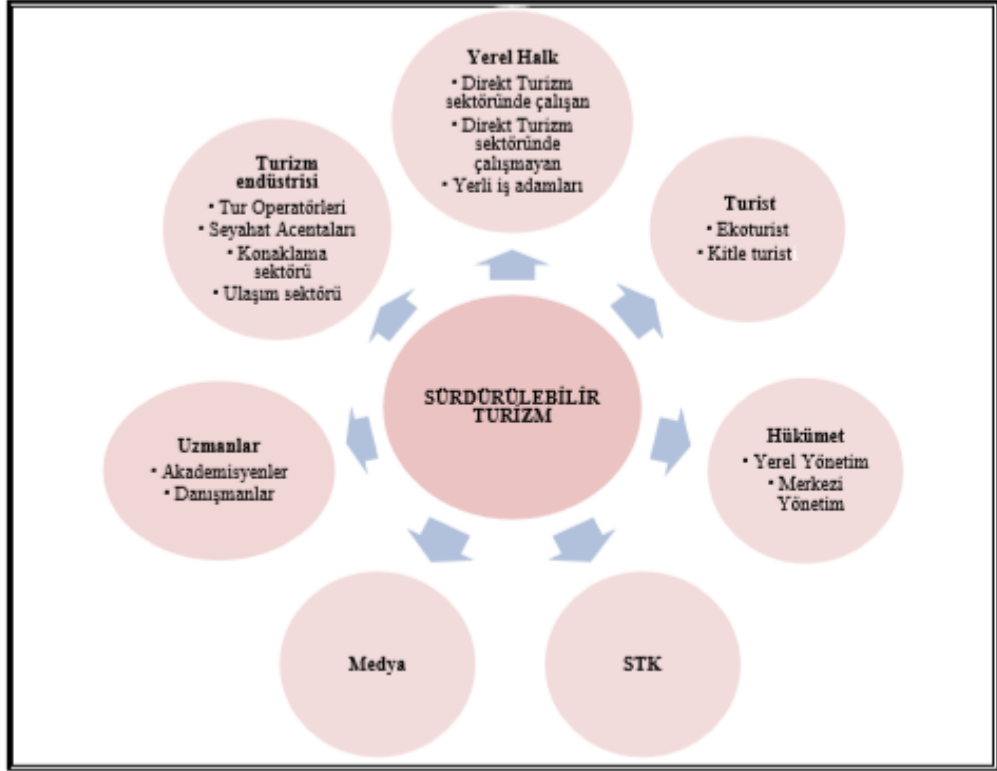 Yerel Halk
• Direkt Turizm
sektöründe çalışan
• Direkt Turizm
sektöründe
çalışmayan
• Yerli iş adamları
Turist
• Ekoturist
• Kitle turist
Hükümet
• Yerel Yönetim
• Merkezi
Yönetim
STK
Medya
Uzmanlar
• Akademisyenler
• Danışmanlar
Turizm
endüstrisi
• Tur Operatörleri
• Seyahat Acentaları
• Konaklama
sektörü
• Ulaşım sektörü
SÜRDÜRÜLEBİLİR
TURİZM